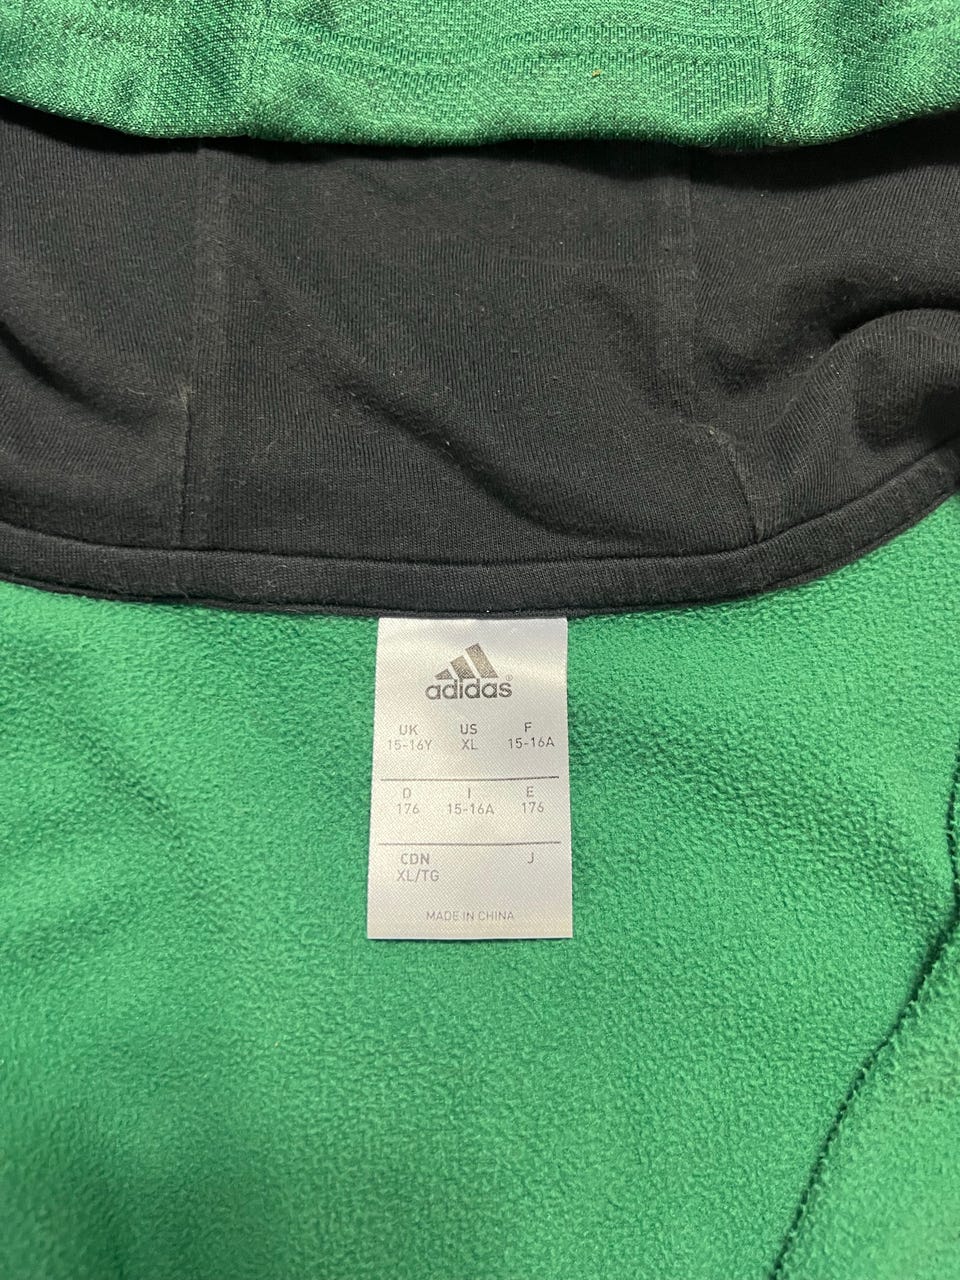 adidas®
UK US F
15-16Y XL 15-16A
D I E
176 15-16A 176
CDN J
XL/TG
MADE IN CHINA